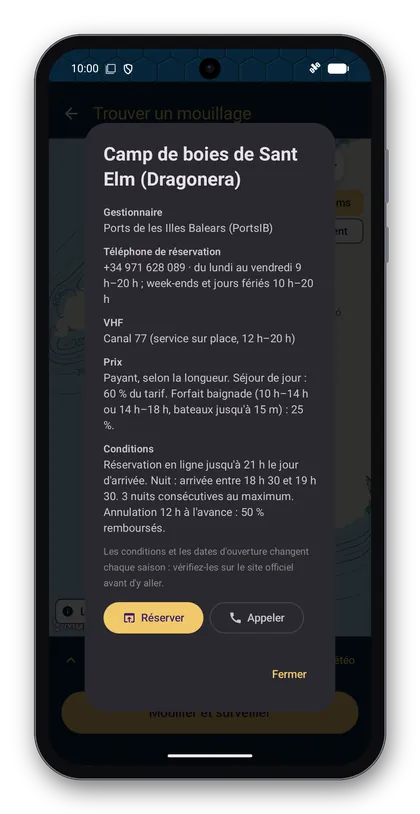 10:00
Trouver un mouillage
Camp de boies de Sant
Elm (Dragonera)
Gestionnaire
Ports de les Illes Balears (PortsIB)
Téléphone de réservation
+34 971 628 089 · du lundi au vendredi 9
h–20 h ; week-ends et jours fériés 10 h–20
h
VHF
Canal 77 (service sur place, 12 h–20 h)
Prix
Payant, selon la longueur. Séjour de jour :
60 % du tarif. Forfait baignade (10 h–14 h
ou 14 h–18 h, bateaux jusqu'à 15 m) : 25
%.
Conditions
Réservation en ligne jusqu'à 21 h le jour
d'arrivée. Nuit : arrivée entre 18 h 30 et 19 h
30. 3 nuits consécutives au maximum.
Annulation 12 h à l'avance : 50 %
remboursés.
Les conditions et les dates d'ouverture changent
chaque saison : vérifiez-les sur le site officiel
avant d'y aller.
Réserver
Appeler
Fermer
Mouiller et surveiller